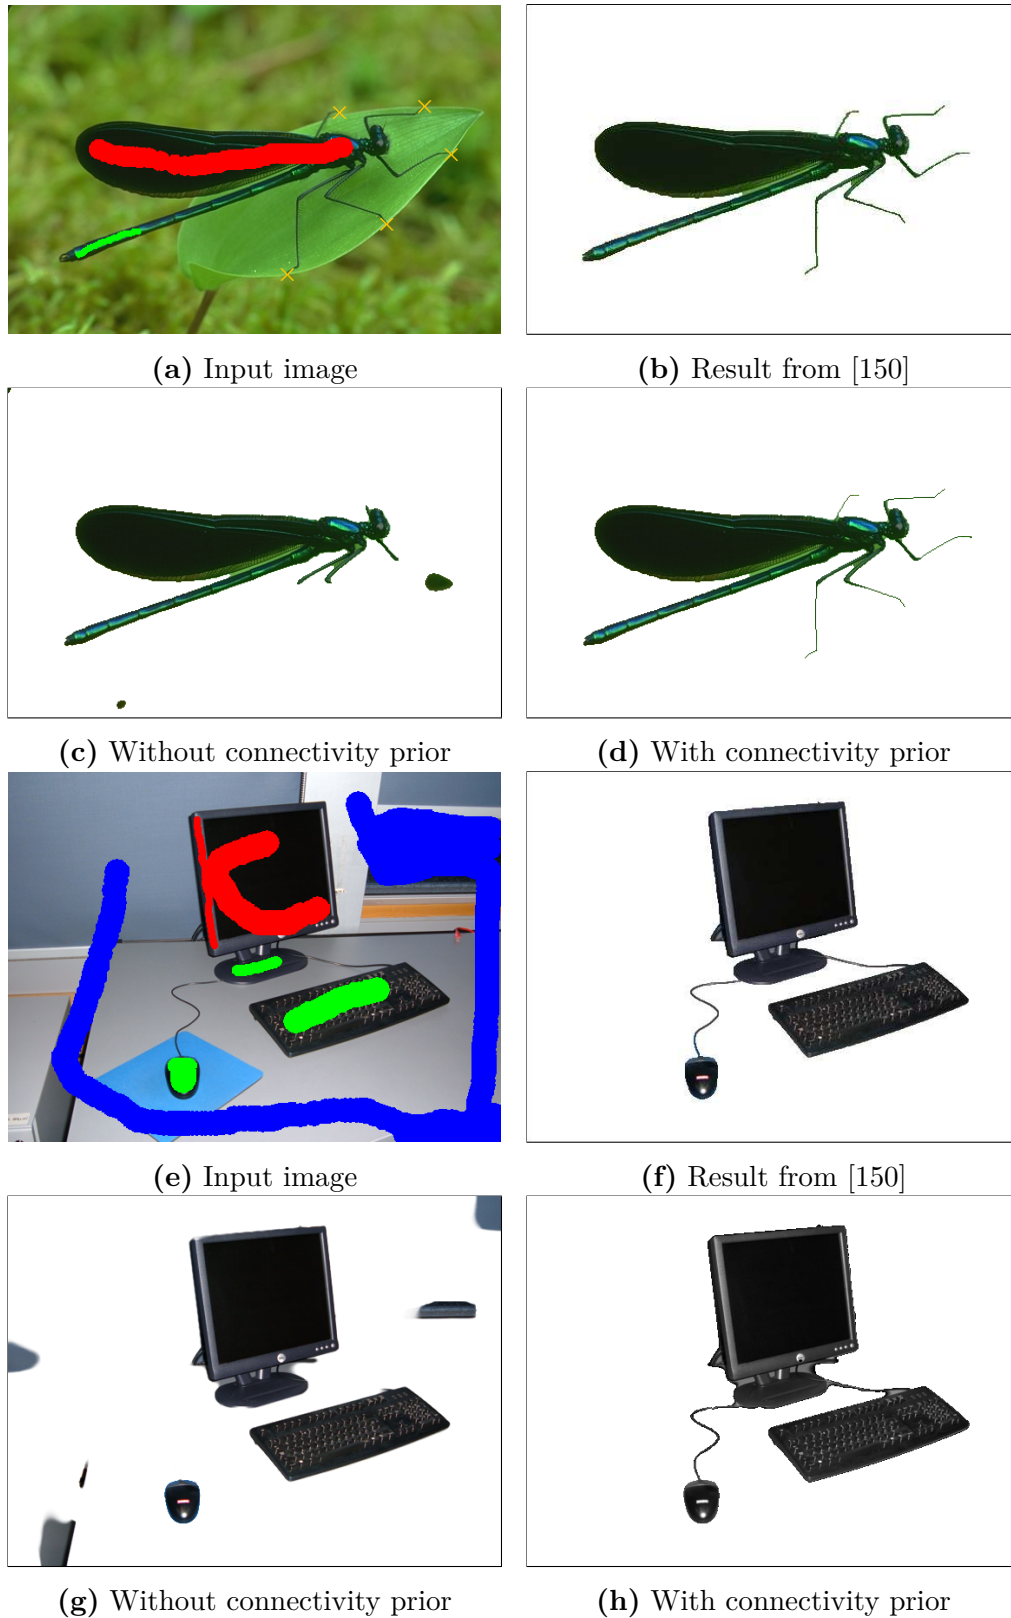 (a) Input image
(b) Result from [150]
(c) Without connectivity prior
(d) With connectivity prior
(e) Input image
(f) Result from [150]
(g) Without connectivity prior
(h) With connectivity prior